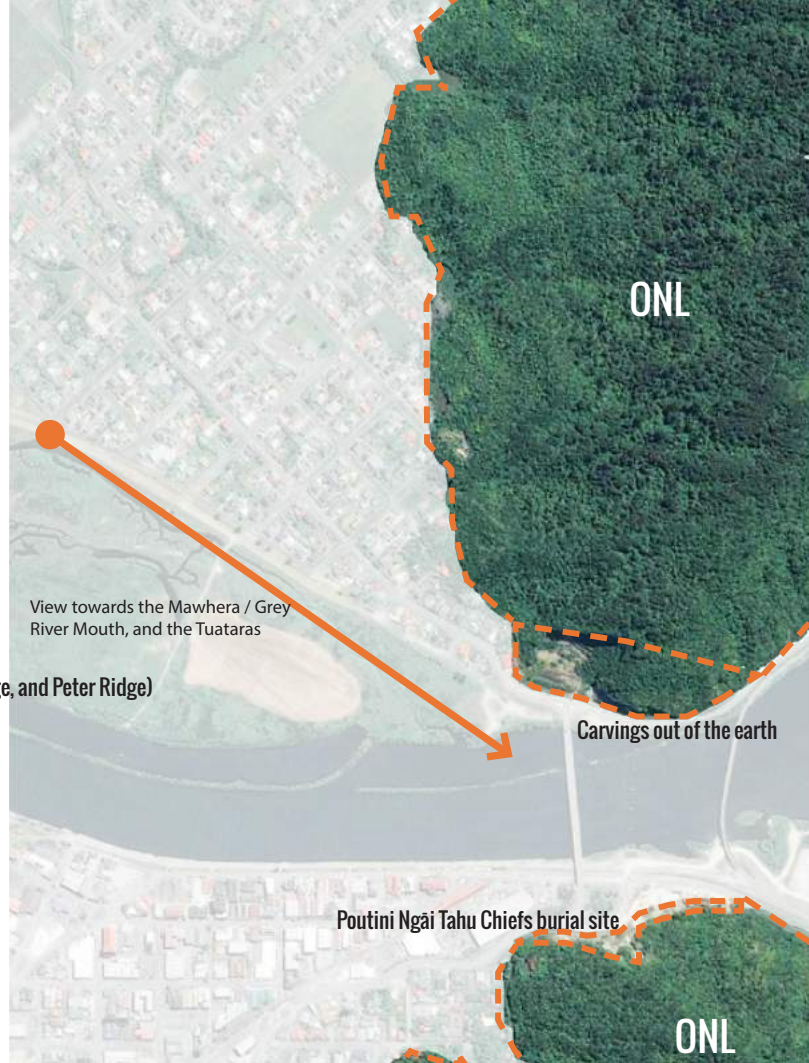 ONL
View towards the Mawhera / Grey
River Mouth, and the Tuataras
and Peter Ridge)
Carvings out of the earth
Poutini Ngāi Tahu Chiefs burial site
ONL